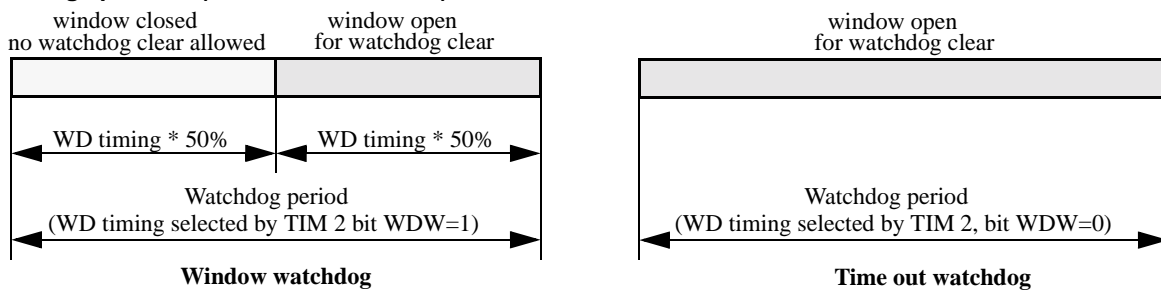 window closed
no watchdog clear allowed
window open
for watchdog clear
WD timing * 50%
WD timing * 50%
Watchdog period
(WD timing selected by TIM 2 bit WDW=1)
Window watchdog
window open
for watchdog clear
Watchdog period
(WD timing selected by TIM 2, bit WDW=0)
Time out watchdog